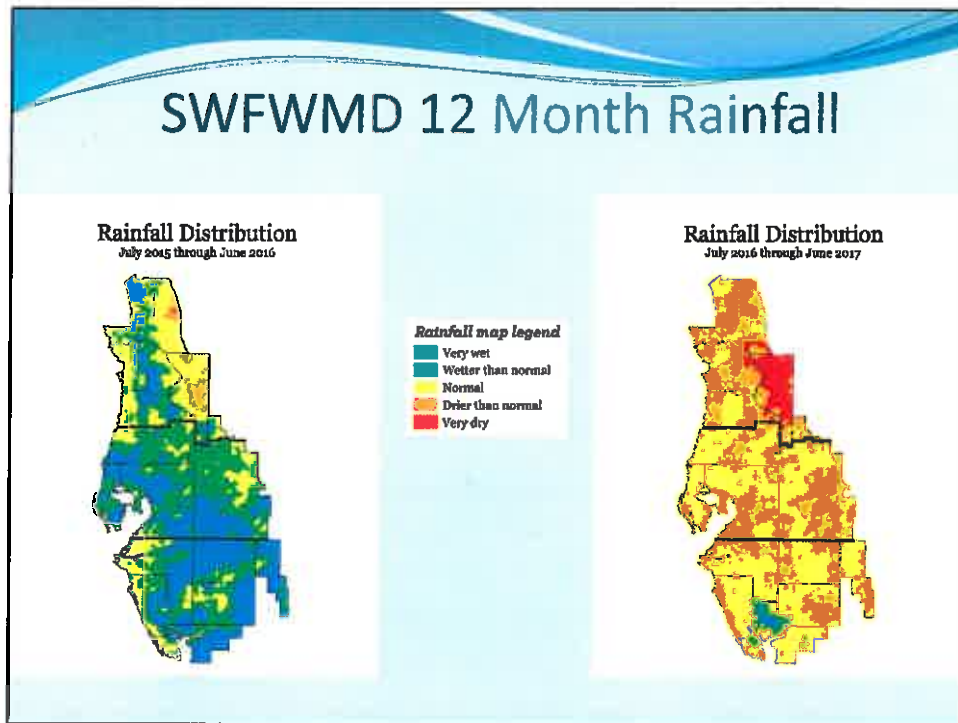 SWFWMD 12 Month Rainfall
Rainfall Distribution
July 2015 through June 2016
Rainfall map legend
Very wet
Wetter than normal
Normal
Drier than normal
Very dry
Rainfall Distribution
July 2016 through June 2017